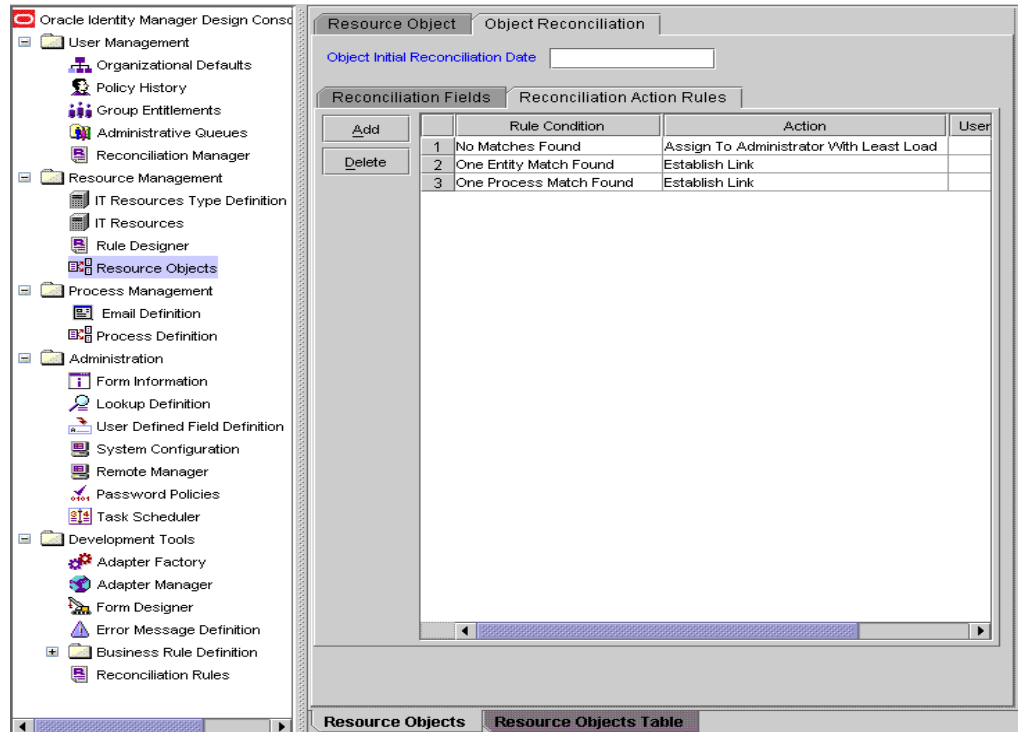 Oracle Identity Manager Design Conso
User Management
Organizational Defaults
Policy History
Group Entitlements
Administrative Queues
Reconciliation Manager
Resource Management
IT Resources Type Definition
IT Resources
Rule Designer
Resource Objects
Process Management
Email Definition
Process Definition
Administration
Form Information
Lookup Definition
User Defined Field Definition
System Configuration
Remote Manager
Password Policies
Task Scheduler
Development Tools
Adapter Factory
Adapter Manager
Form Designer
Error Message Definition
Business Rule Definition
Reconciliation Rules
Resource Object Object Reconciliation
Object Initial Reconciliation Date
Reconciliation Fields Reconciliation Action Rules
Add
Delete
Rule Condition Action User
1 No Matches Found Assign To Administrator With Least Load
2 One Entity Match Found Establish Link
3 One Process Match Found Establish Link
Resource Objects Resource Objects Table